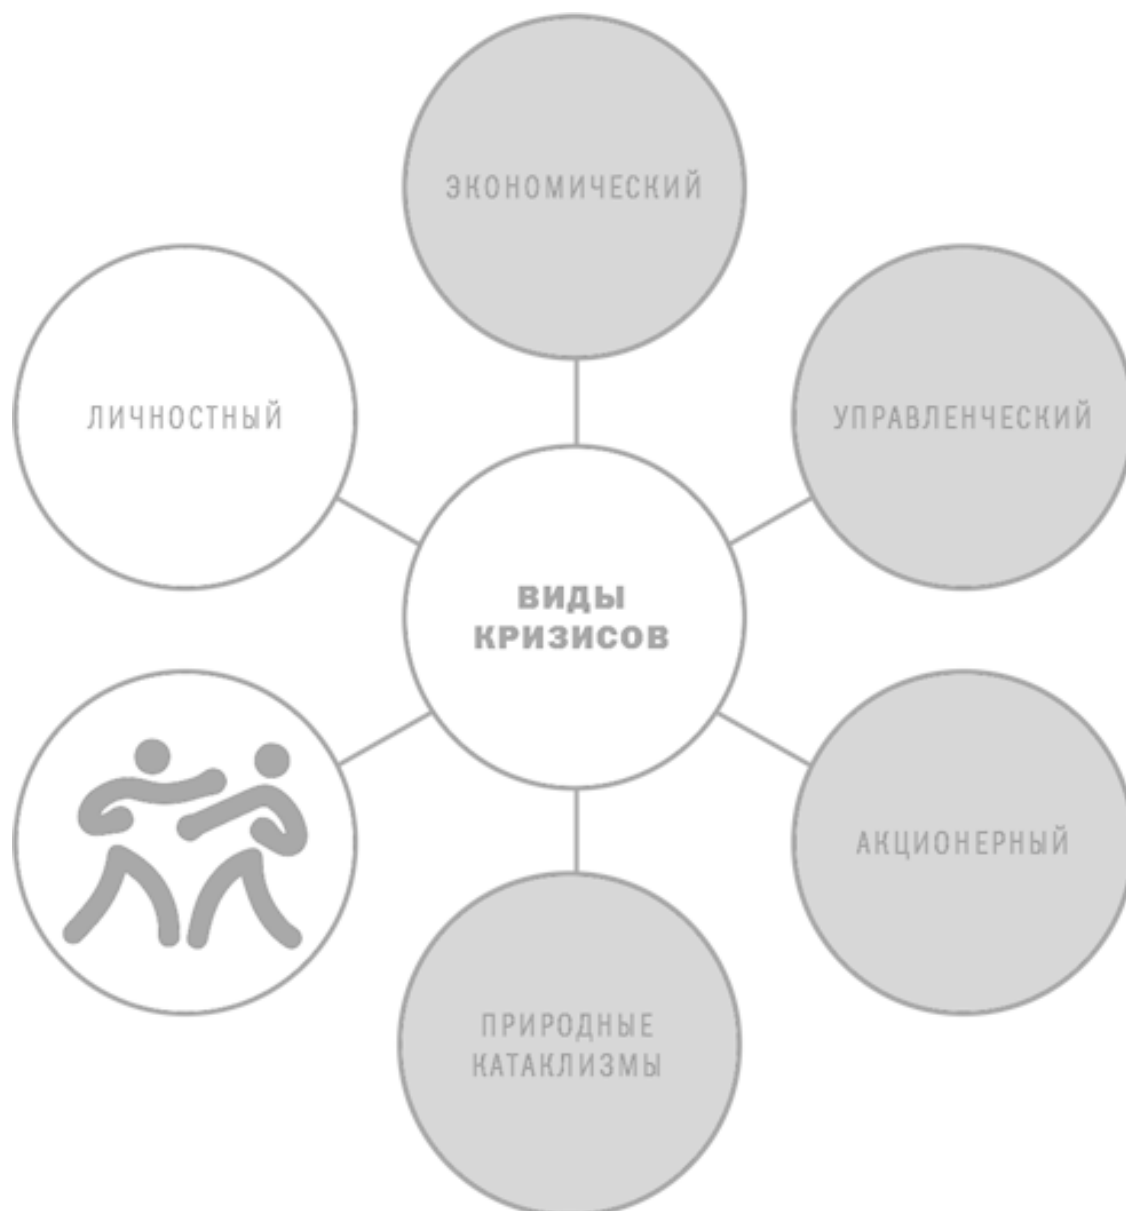 ЭКОНОМИЧЕСКИЙ
ЛИЧНОСТНЫЙ
УПРАВЛЕНЧЕСКИЙ
ВИДЫ
КРИЗИСОВ
АКЦИОНЕРНЫЙ
ПРИРОДНЫЕ
КАТАКЛИЗМЫ